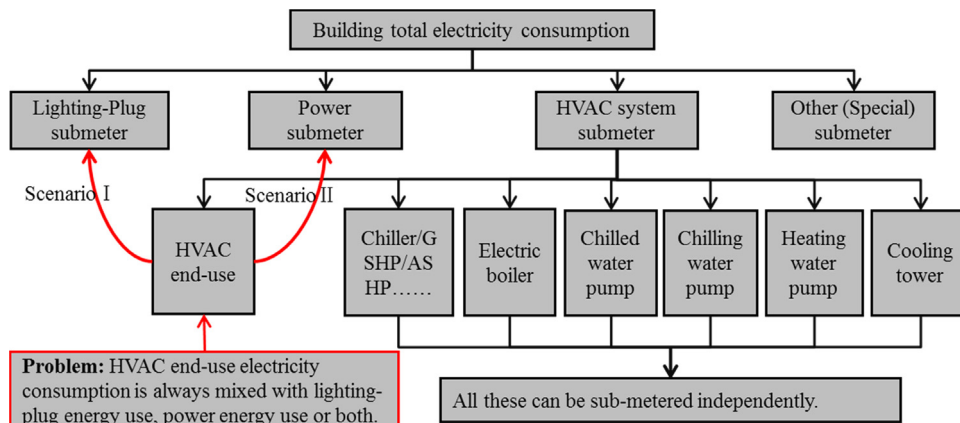 Building total electricity consumption
Lighting-Plug
submeter
Power
submeter
HVAC system
submeter
Other (Special)
submeter
Scenario I
Scenario II
HVAC
end-use
Chiller/G
SHP/AS
HP……
Electric
boiler
Chilled
water
pump
Chilling
water
pump
Heating
water
pump
Cooling
tower
Problem: HVAC end-use electricity
consumption is always mixed with lighting-
plug energy use, power energy use or both.
All these can be sub-metered independently.